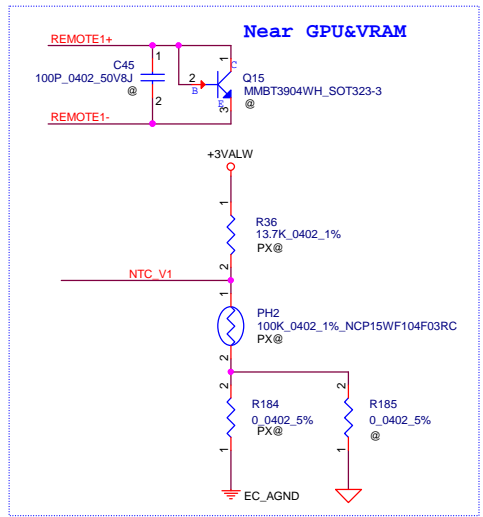 Near GPU&VRAM
REMOTE1+
C45
100P_0402_50V8J
@
1
2
1
C
2
B
E
3
Q15
MMBT3904WH_SOT323-3
@
REMOTE1-
+3VALW
1
R36
13.7K_0402_1%
PX@
2
NTC_V1
1
PH2
100K_0402_1%_NCP15WF104F03RC
PX@
2
2
R184
0_0402_5%
PX@
1
2
R185
0_0402_5%
@
1
EC_AGND